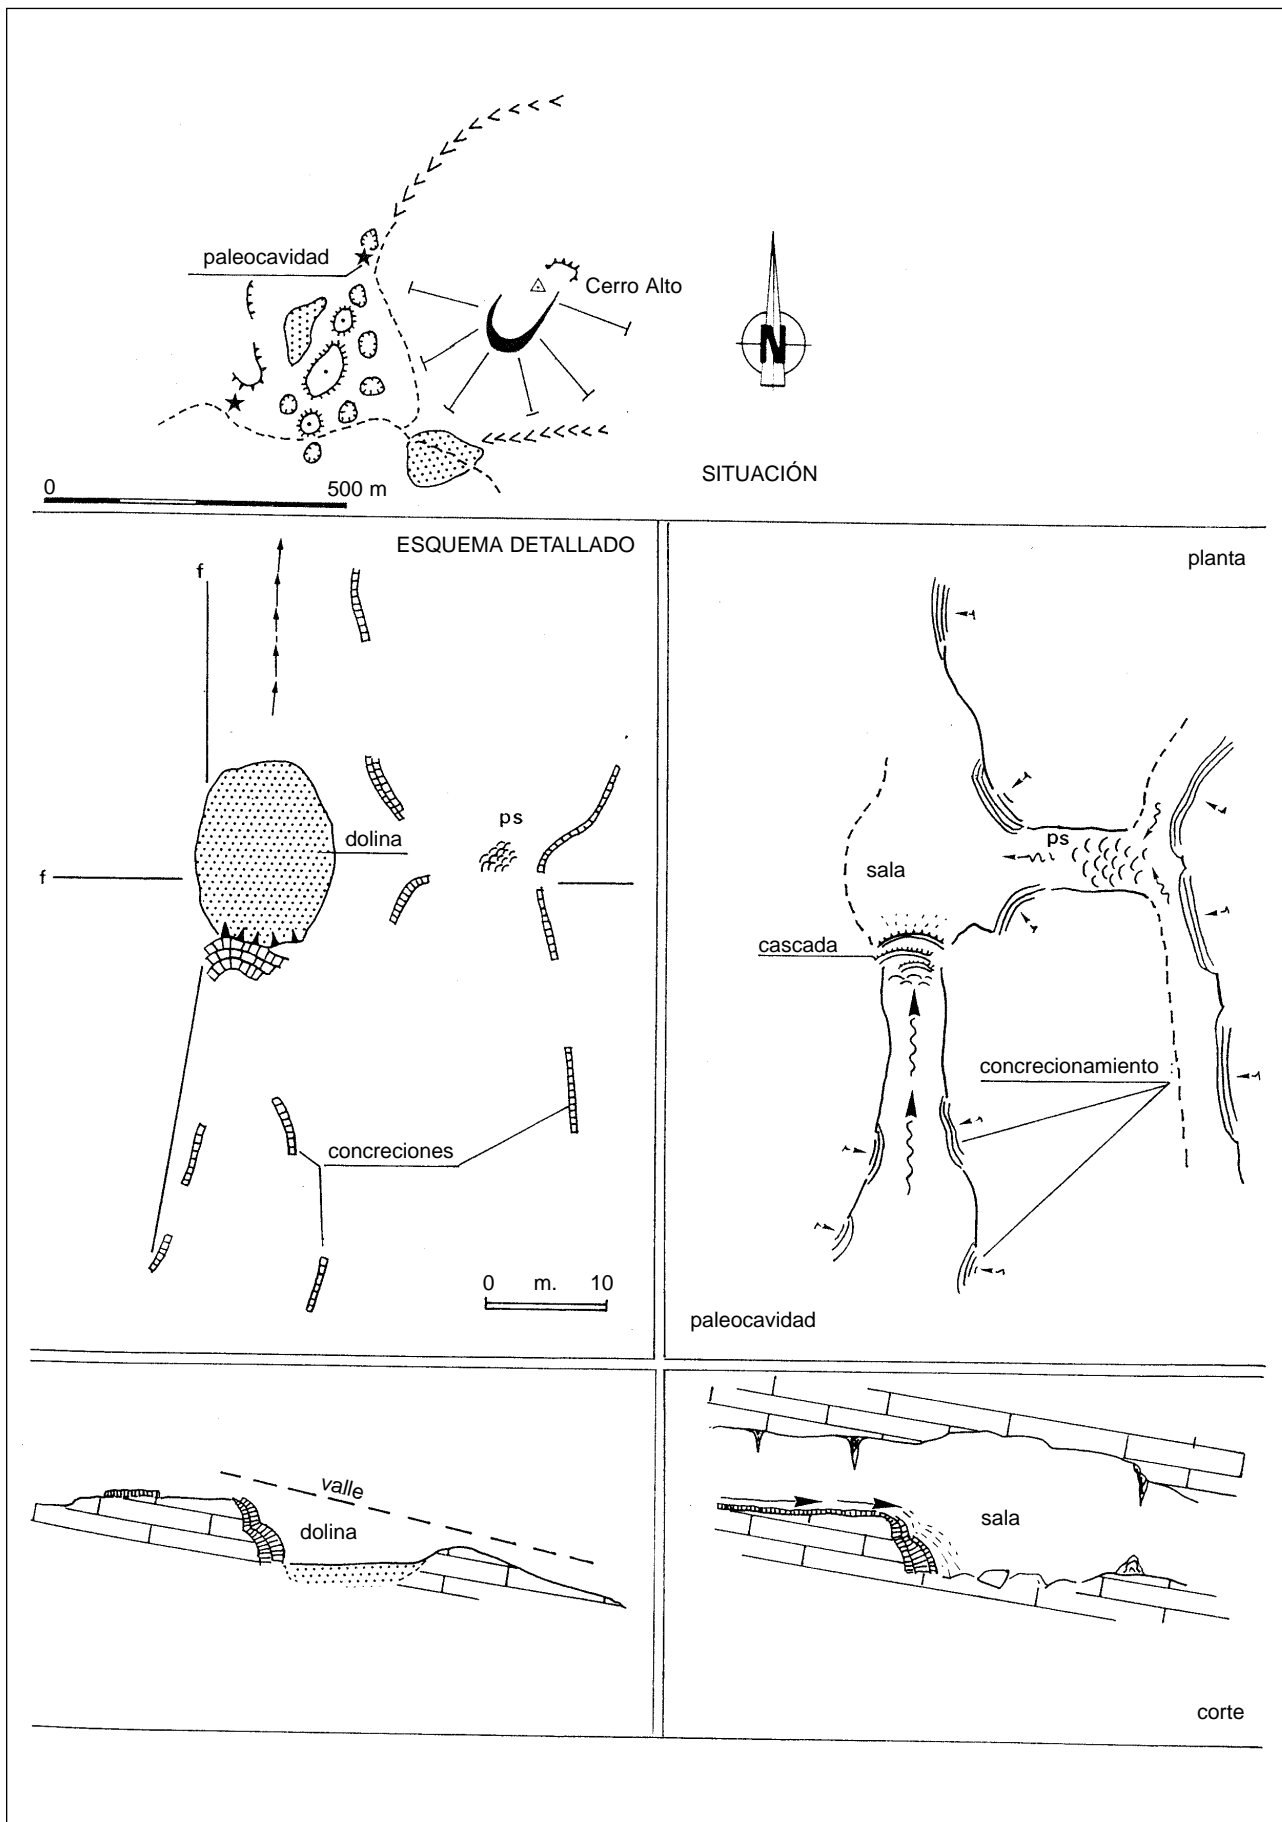 paleocavidad
Cerro Alto
N
SITUACIÓN
0 500 m
ESQUEMA DETALLADO
f
dolina
ps
f
concreciones
0 m. 10
planta
ps
sala
cascada
concrecionamiento
paleocavidad
valle
dolina
sala
corte